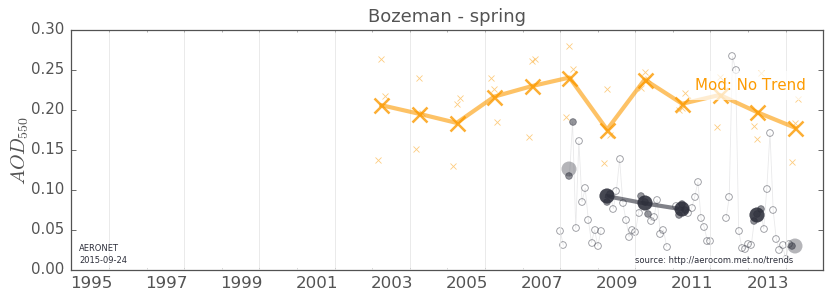 Bozeman - spring
0.30
0.25
0.20
0.15
0.10
0.05
0.00
AOD550
Mod: No Trend
AERONET
2015-09-24
source: http://aerocom.met.no/trends
1995 1997 1999 2001 2003 2005 2007 2009 2011 2013